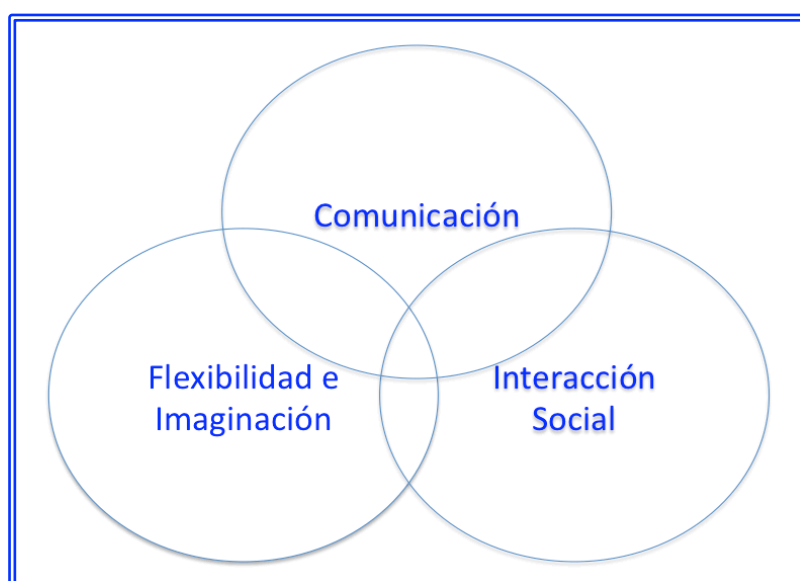 Comunicación
Flexibilidad e
Imaginación
Interacción
Social